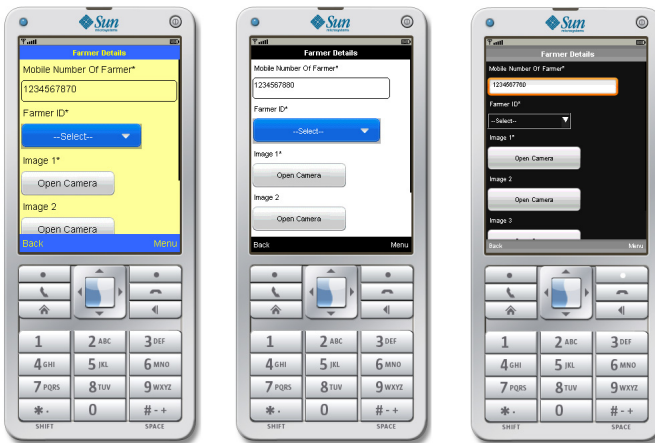 Sun
microsystems
Farmer Details
Mobile Number Of Farmer*
1234567870
Farmer ID*
--Select--
Image 1*
Open Camera
Image 2
Open Camera
Back Menu
1 2 ABC 3 DEF
4 GHI 5 JKL 6 MNO
7 PQRS 8 TUV 9 WXYZ
* . 0 # - +
SHIFT SPACE
Sun
microsystems
Farmer Details
Mobile Number Of Farmer*
1234567880
Farmer ID*
--Select--
Image 1*
Open Camera
Image 2
Open Camera
Back Menu
1 2 ABC 3 DEF
4 GHI 5 JKL 6 MNO
7 PQRS 8 TUV 9 WXYZ
* . 0 # - +
SHIFT SPACE
Sun
microsystems
Farmer Details
Mobile Number Of Farmer*
1234567760
Farmer ID*
--Select--
Image 1*
Open Camera
Image 2
Open Camera
Image 3
Back Menu
1 2 ABC 3 DEF
4 GHI 5 JKL 6 MNO
7 PQRS 8 TUV 9 WXYZ
* . 0 # - +
SHIFT SPACE